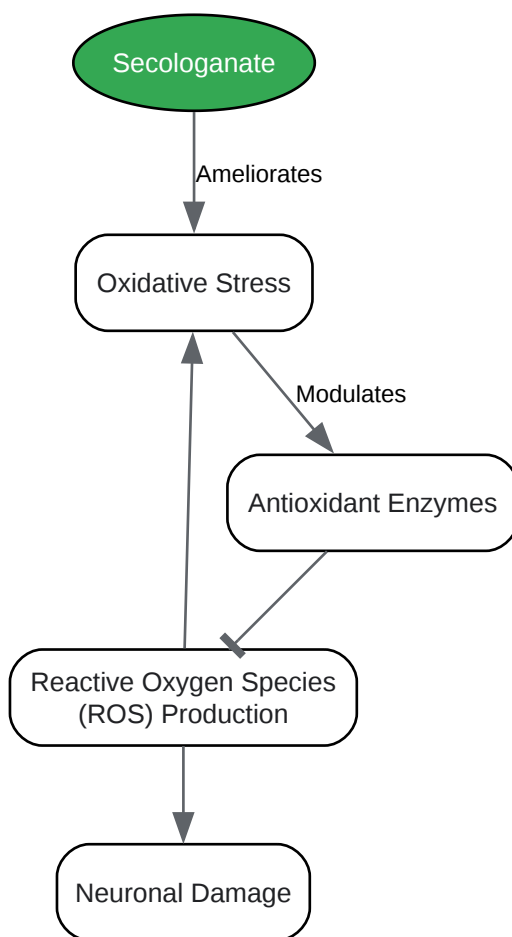 Secologanate
Ameliorates
Oxidative Stress
Modulates
Antioxidant Enzymes
Reactive Oxygen Species
(ROS) Production
Neuronal Damage